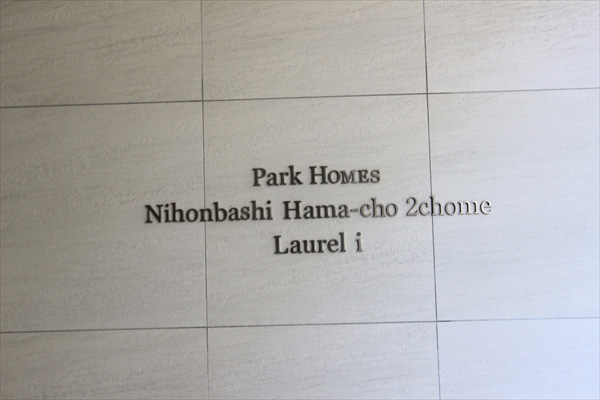 Park HOMES
Nihonbashi Hama-cho 2chome
Laurel i